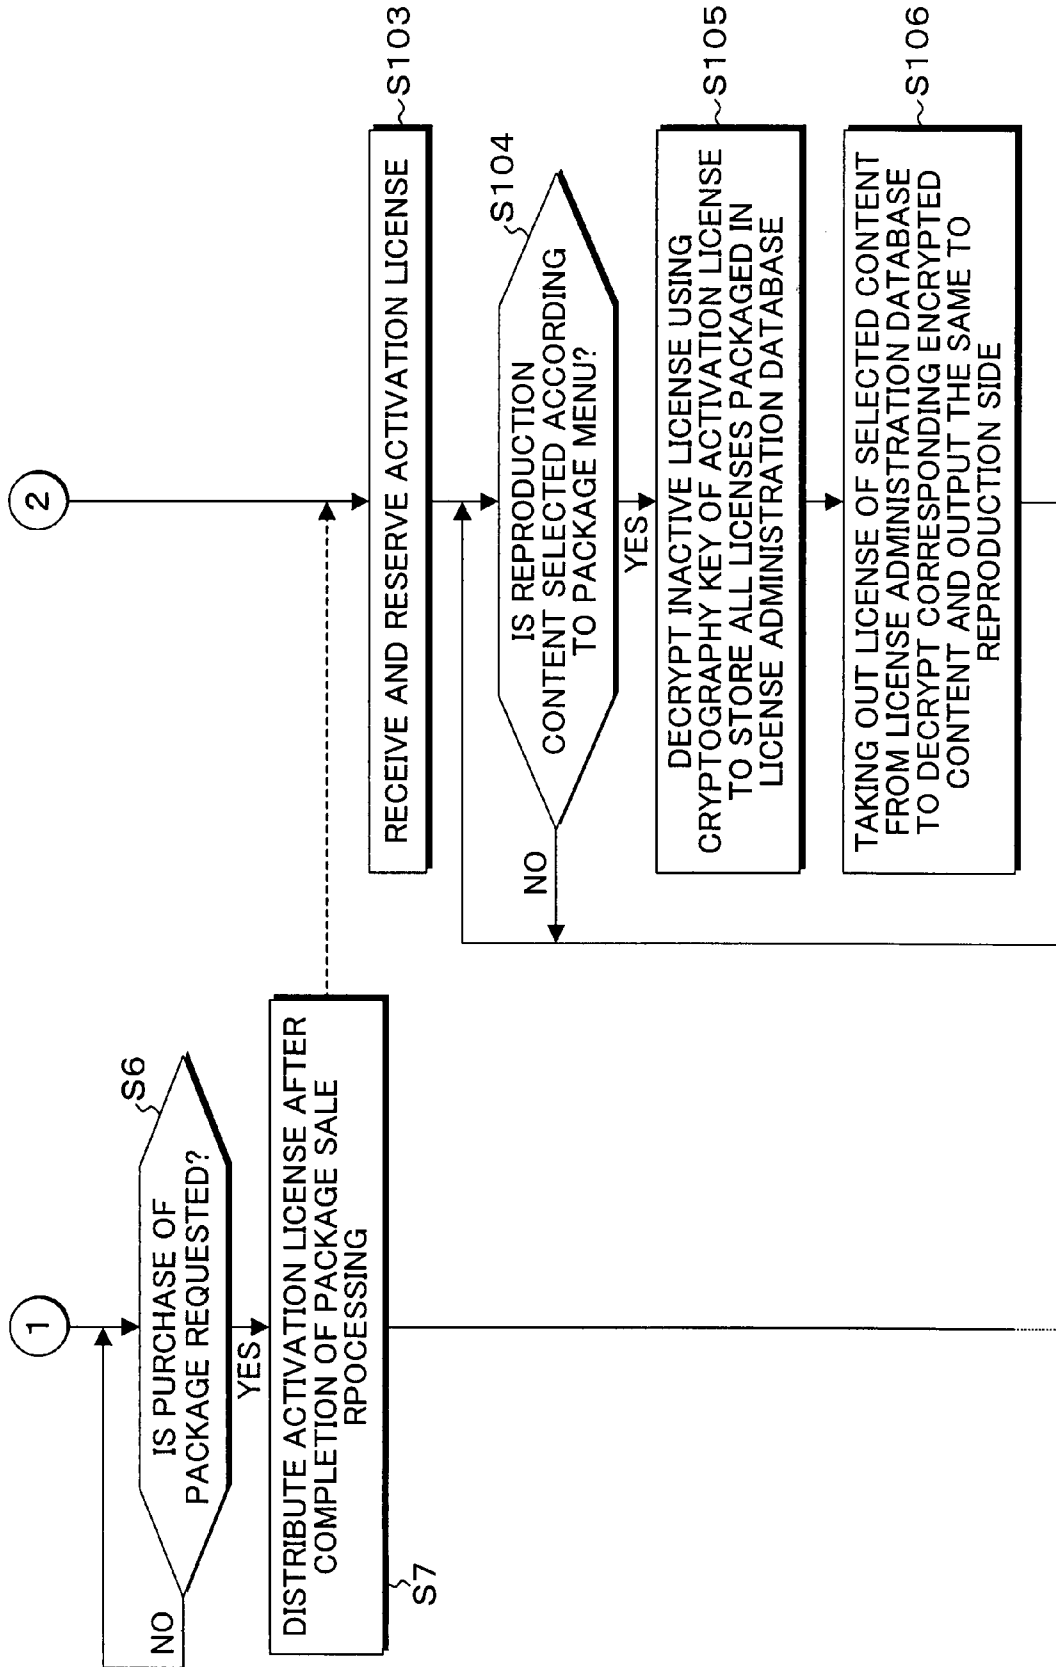 1
S6
IS PURCHASE OF
PACKAGE REQUESTED?
NO
YES
DISTRIBUTE ACTIVATION LICENSE AFTER
COMPLETION OF PACKAGE SALE
RPOCESSING
S7
2
RECEIVE AND RESERVE ACTIVATION LICENSE
S103
S104
IS REPRODUCTION
CONTENT SELECTED ACCORDING
TO PACKAGE MENU?
NO
YES
DECRYPT INACTIVE LICENSE USING
CRYPTOGRAPHY KEY OF ACTIVATION LICENSE
TO STORE ALL LICENSES PACKAGED IN
LICENSE ADMINISTRATION DATABASE
S105
TAKING OUT LICENSE OF SELECTED CONTENT
FROM LICENSE ADMINISTRATION DATABASE
TO DECRYPT CORRESPONDING ENCRYPTED
CONTENT AND OUTPUT THE SAME TO
REPRODUCTION SIDE
S106